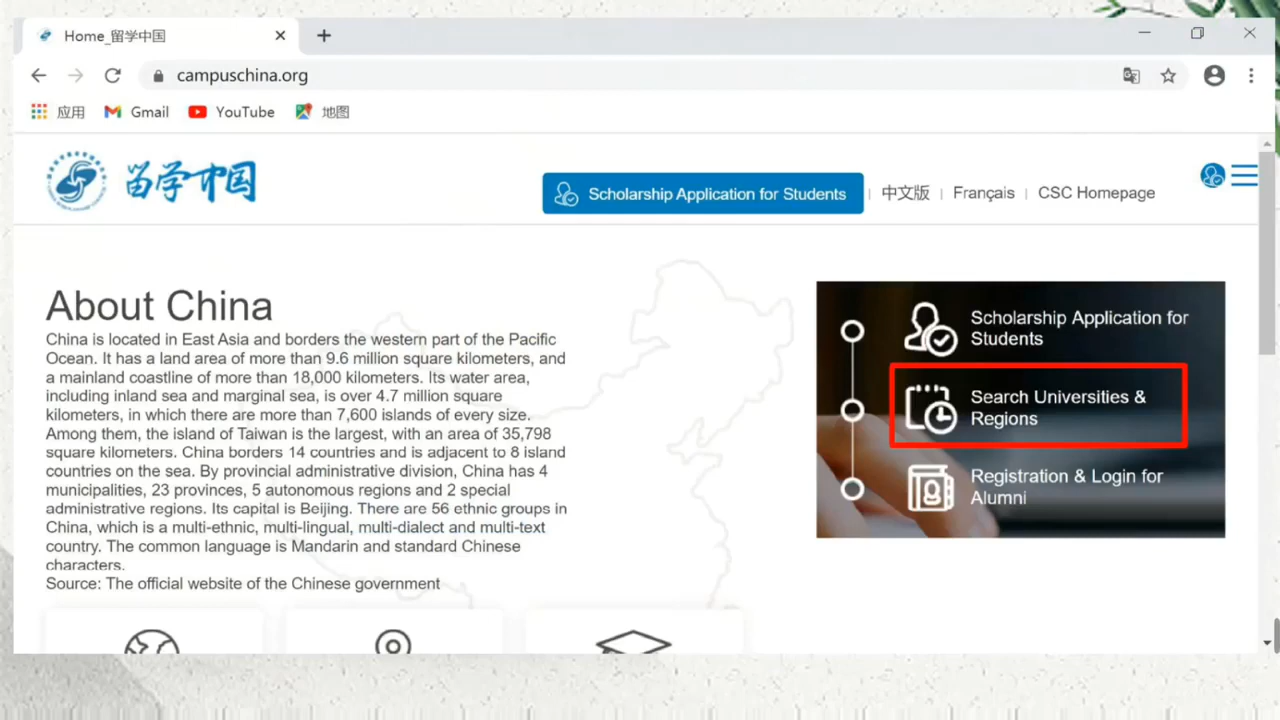 Home_留学中国
campuschina.org
应用 Gmail YouTube 地图
留学中国
Scholarship Application for Students
中文版 | Français | CSC Homepage
About China
China is located in East Asia and borders the western part of the Pacific
Ocean. It has a land area of more than 9.6 million square kilometers, and
a mainland coastline of more than 18,000 kilometers. Its water area,
including inland sea and marginal sea, is over 4.7 million square
kilometers, in which there are more than 7,600 islands of every size.
Among them, the island of Taiwan is the largest, with an area of 35,798
square kilometers. China borders 14 countries and is adjacent to 8 island
countries on the sea. By provincial administrative division, China has 4
municipalities, 23 provinces, 5 autonomous regions and 2 special
administrative regions. Its capital is Beijing. There are 56 ethnic groups in
China, which is a multi-ethnic, multi-lingual, multi-dialect and multi-text
country. The common language is Mandarin and standard Chinese
characters.
Source: The official website of the Chinese government
Scholarship Application for
Students
Search Universities &
Regions
Registration & Login for
Alumni